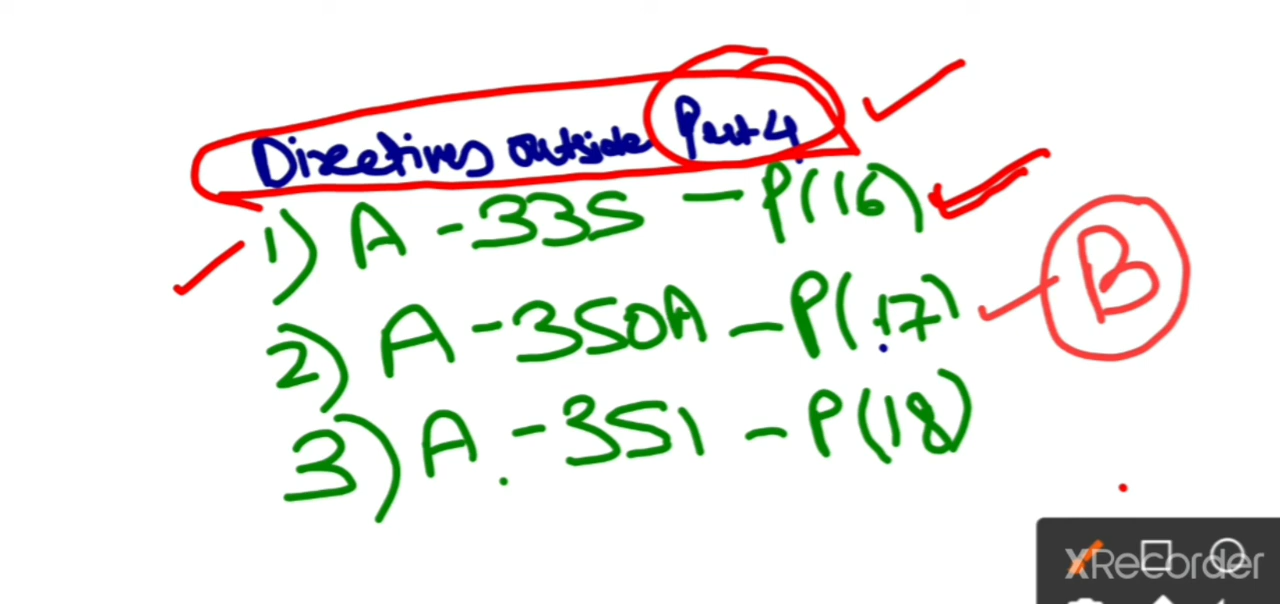 Directives outside Part 4
1) A - 335 - P(16)
2) A - 350A - P(17)
B
3) A - 351 - P(18)
XRecorder